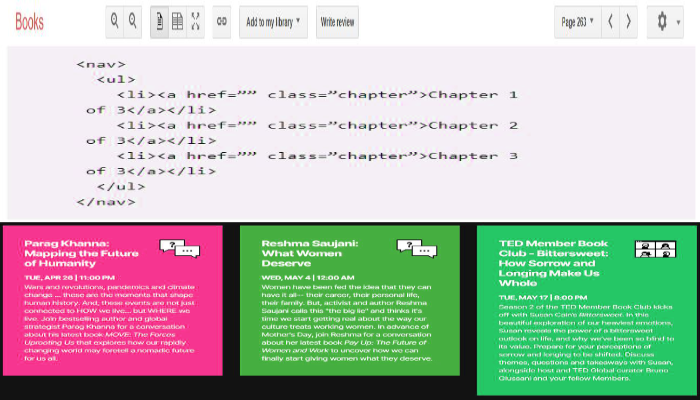 Books
Add to my library
Write review
Page 263
<nav>
<ul>
<li><a href=”” class=”chapter”>Chapter 1
of 3</a></li>
<li><a href=”” class=”chapter”>Chapter 2
of 3</a></li>
<li><a href=”” class=”chapter”>Chapter 3
of 3</a></li>
</ul>
</nav>
Parag Khanna:
Mapping the Future
of Humanity
TUE, APR 26 | 11:00 PM
Wars and revolutions, pandemics and climate
change ... these are the moments that shape
human history. And, these events are not just
connected to HOW we live... but WHERE we
live. Join bestselling author and global
strategist Parag Khanna for a conversation
about his latest book MOVE: The Forces
Uprooting Us that explores how our rapidly
changing world may foretell a nomadic future
for us all.
Reshma Saujani:
What Women
Deserve
WED, MAY 4 | 12:00 AM
Women have been fed the idea that they can
have it all-- their career, their personal life,
their family. But, activist and author Reshma
Saujani calls this "the big lie" and thinks it's
time we start getting real about the way our
culture treats working women. In advance of
Mother's Day, join Reshma for a conversation
about her latest book Pay Up: The Future of
Women and Work to uncover how we can
finally start giving women what they deserve.
TED Member Book
Club - Bittersweet:
How Sorrow and
Longing Make Us
Whole
TUE, MAY 17 | 8:00 PM
Season 2 of the TED Member Book Club kicks
off with Susan Cain's Bittersweet. In this
beautiful exploration of our heaviest emotions,
Susan reveals the power of a bittersweet
outlook on life, and why we've been so blind to
its value. Prepare for your perceptions of
sorrow and longing to be shifted. Discuss
themes, questions and takeaways with Susan,
alongside host and TED Global curator Bruno
Giussani and your fellow Members.